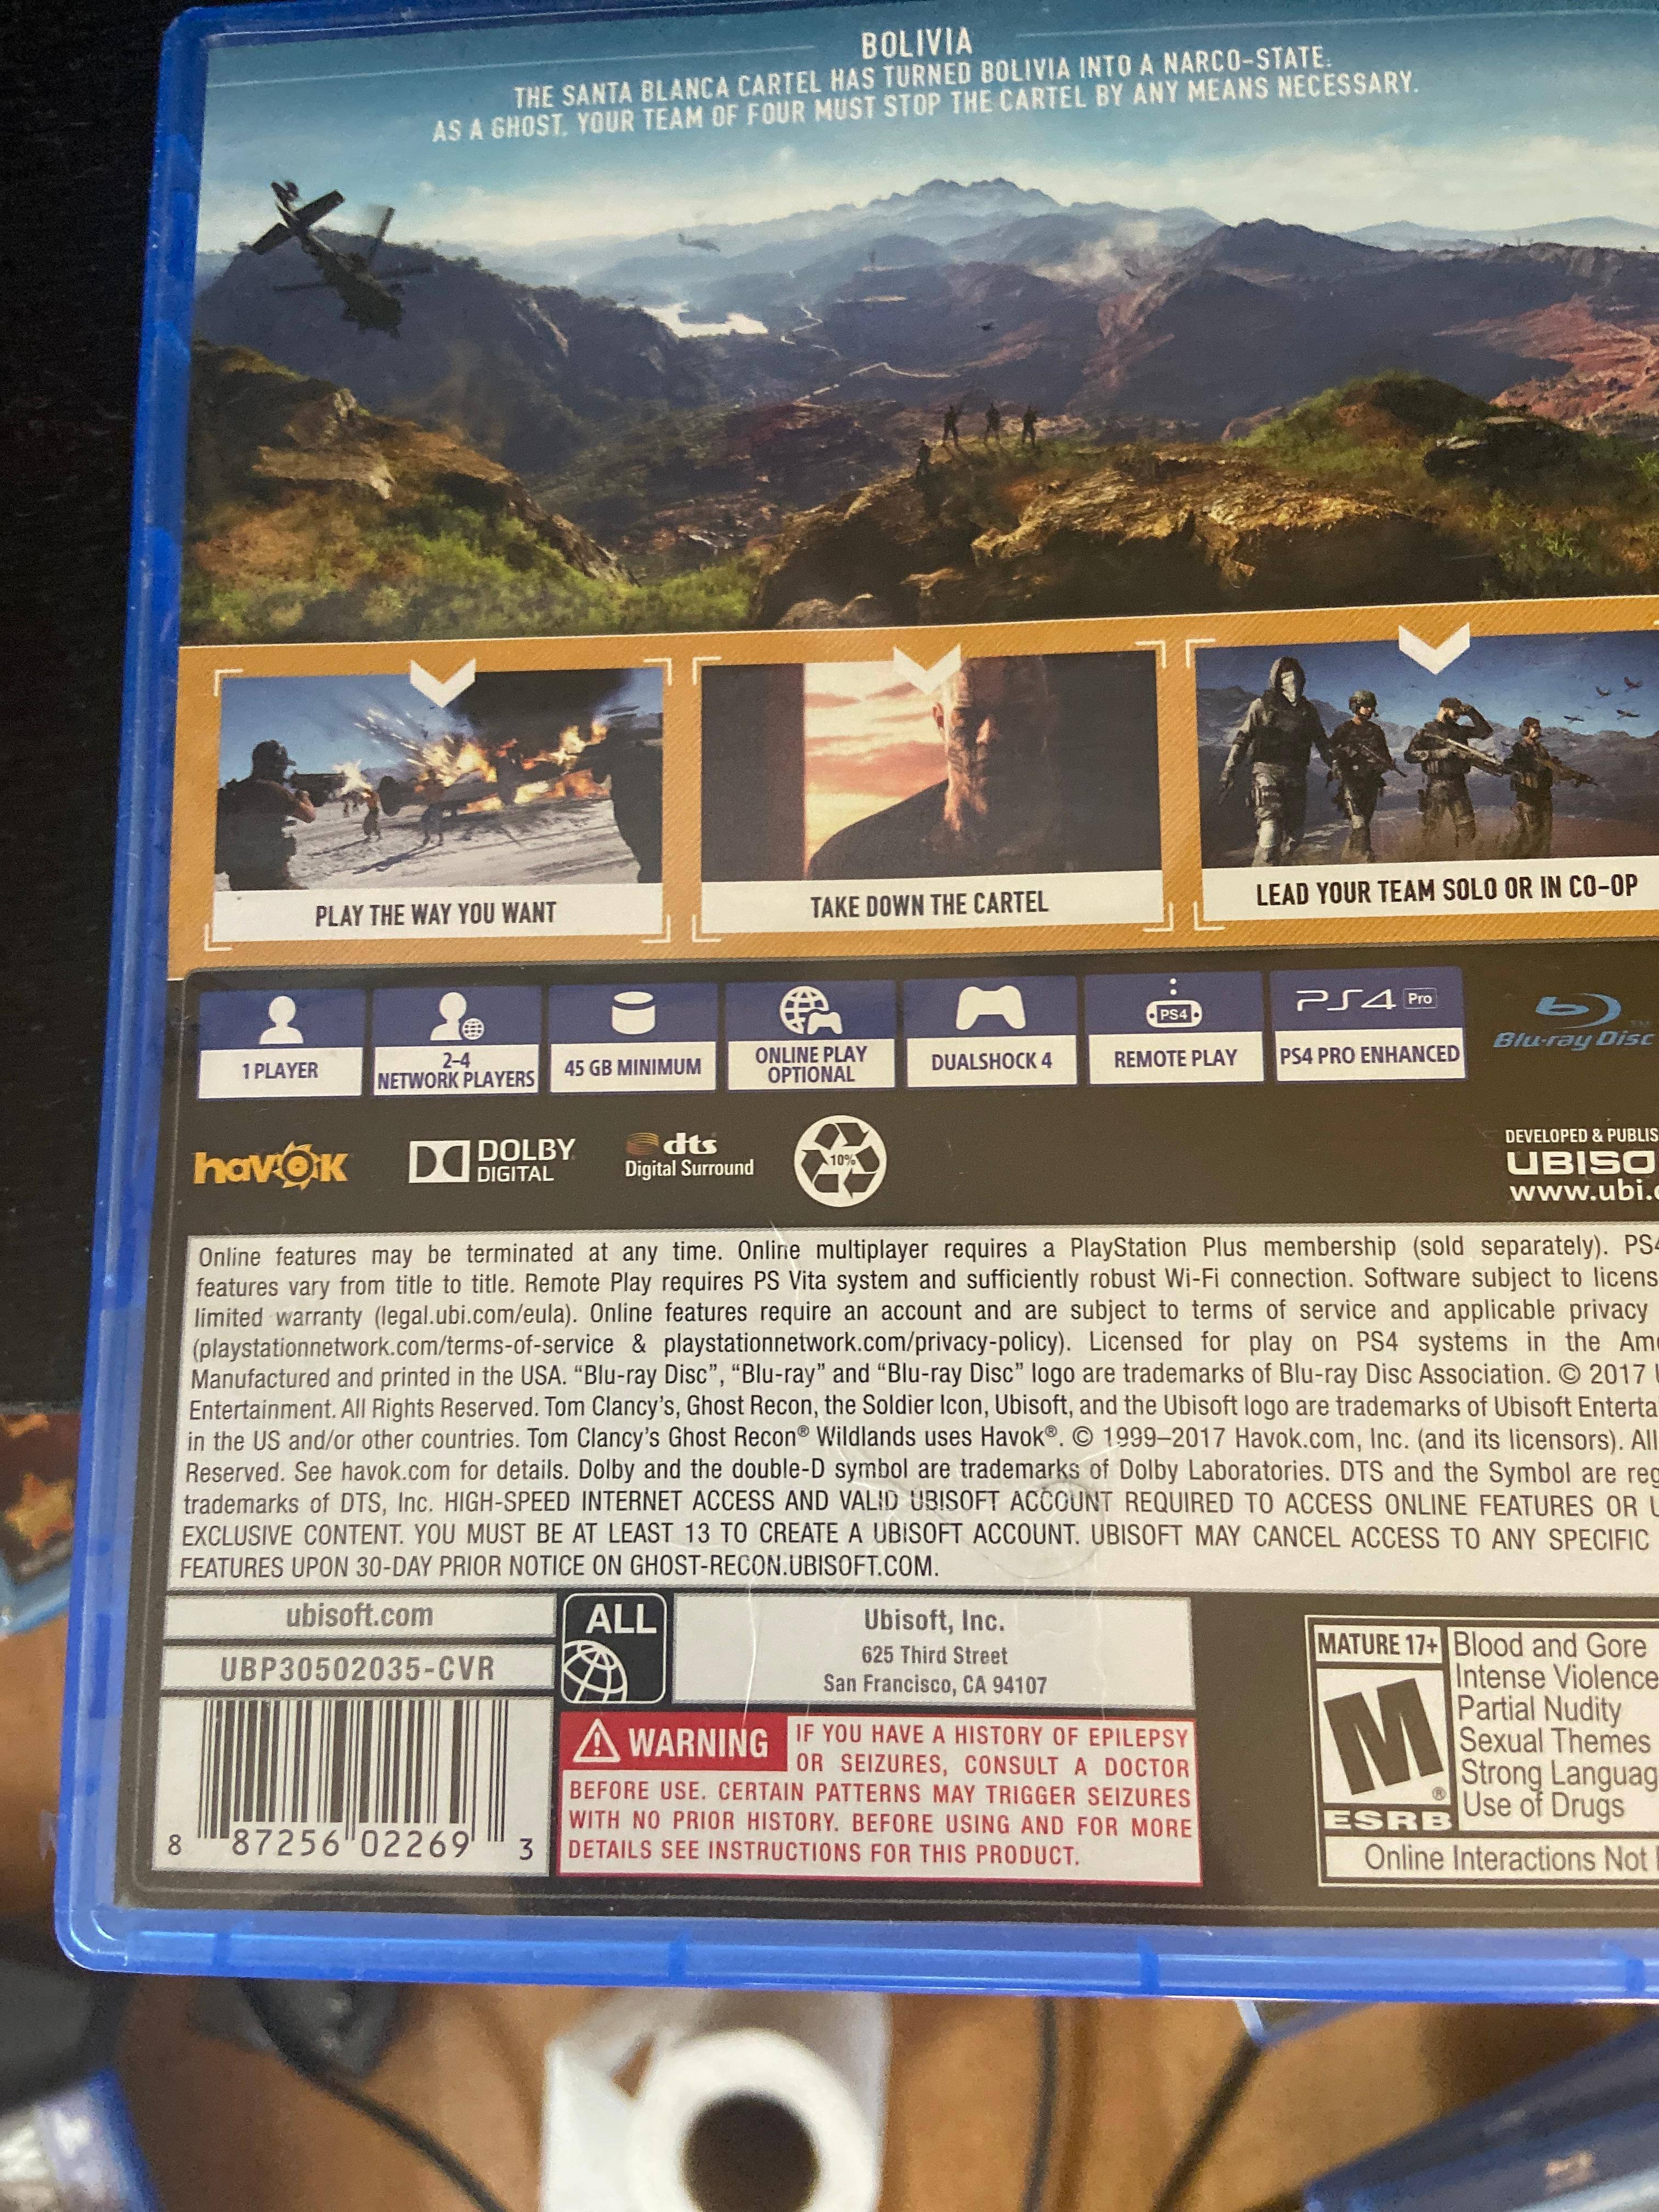 BOLIVIA
THE SANTA BLANCA CARTEL HAS TURNED BOLIVIA INTO A NARCO-STATE.
AS A GHOST, YOUR TEAM OF FOUR MUST STOP THE CARTEL BY ANY MEANS NECESSARY.
PLAY THE WAY YOU WANT
TAKE DOWN THE CARTEL
LEAD YOUR TEAM SOLO OR IN CO-OP
1 PLAYER
2-4
NETWORK PLAYERS
45 GB MINIMUM
ONLINE PLAY
OPTIONAL
DUALSHOCK 4
PS4
REMOTE PLAY
PS4 Pro
PS4 PRO ENHANCED
Blu-ray Disc™
havok
DOLBY
DIGITAL
dts
Digital Surround
10%
DEVELOPED & PUBLIS
UBISO
www.ubi.c
Online features may be terminated at any time. Online multiplayer requires a PlayStation Plus membership (sold separately). PS4
features vary from title to title. Remote Play requires PS Vita system and sufficiently robust Wi-Fi connection. Software subject to licens
limited warranty (legal.ubi.com/eula). Online features require an account and are subject to terms of service and applicable privacy
(playstationnetwork.com/terms-of-service & playstationnetwork.com/privacy-policy). Licensed for play on PS4 systems in the Ame
Manufactured and printed in the USA. “Blu-ray Disc”, “Blu-ray” and “Blu-ray Disc” logo are trademarks of Blu-ray Disc Association. © 2017 U
Entertainment. All Rights Reserved. Tom Clancy’s, Ghost Recon, the Soldier Icon, Ubisoft, and the Ubisoft logo are trademarks of Ubisoft Enterta
in the US and/or other countries. Tom Clancy’s Ghost Recon® Wildlands uses Havok®. © 1999–2017 Havok.com, Inc. (and its licensors). All
Reserved. See havok.com for details. Dolby and the double-D symbol are trademarks of Dolby Laboratories. DTS and the Symbol are reg
trademarks of DTS, Inc. HIGH-SPEED INTERNET ACCESS AND VALID UBISOFT ACCOUNT REQUIRED TO ACCESS ONLINE FEATURES OR U
EXCLUSIVE CONTENT. YOU MUST BE AT LEAST 13 TO CREATE A UBISOFT ACCOUNT. UBISOFT MAY CANCEL ACCESS TO ANY SPECIFIC
FEATURES UPON 30-DAY PRIOR NOTICE ON GHOST-RECON.UBISOFT.COM.
ubisoft.com
UBP30502035-CVR
8 87256 02269 3
ALL
Ubisoft, Inc.
625 Third Street
San Francisco, CA 94107
WARNING IF YOU HAVE A HISTORY OF EPILEPSY
OR SEIZURES, CONSULT A DOCTOR
BEFORE USE. CERTAIN PATTERNS MAY TRIGGER SEIZURES
WITH NO PRIOR HISTORY. BEFORE USING AND FOR MORE
DETAILS SEE INSTRUCTIONS FOR THIS PRODUCT.
MATURE 17+
M
®
ESRB
Blood and Gore
Intense Violence
Partial Nudity
Sexual Themes
Strong Languag
Use of Drugs
Online Interactions Not